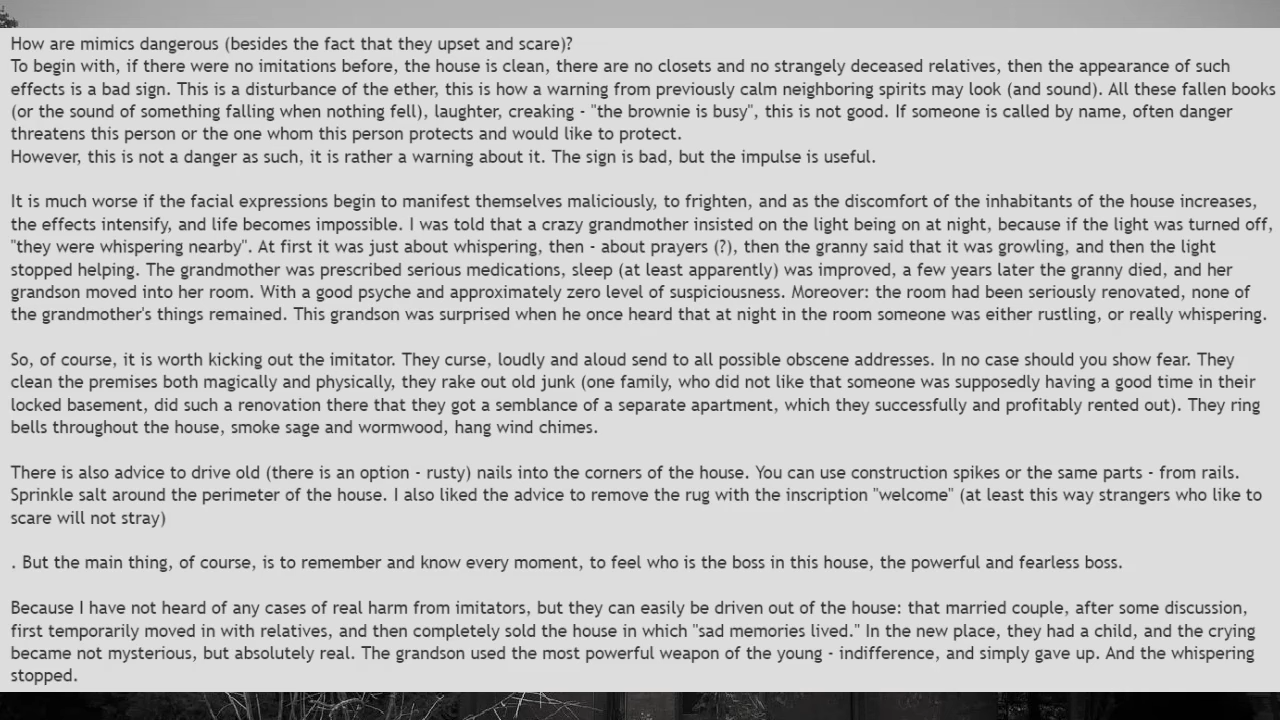 How are mimics dangerous (besides the fact that they upset and scare)?
To begin with, if there were no imitations before, the house is clean, there are no closets and no strangely deceased relatives, then the appearance of such
effects is a bad sign. This is a disturbance of the ether, this is how a warning from previously calm neighboring spirits may look (and sound). All these fallen books
(or the sound of something falling when nothing fell), laughter, creaking - "the brownie is busy", this is not good. If someone is called by name, often danger
threatens this person or the one whom this person protects and would like to protect.
However, this is not a danger as such, it is rather a warning about it. The sign is bad, but the impulse is useful.
It is much worse if the facial expressions begin to manifest themselves maliciously, to frighten, and as the discomfort of the inhabitants of the house increases,
the effects intensify, and life becomes impossible. I was told that a crazy grandmother insisted on the light being on at night, because if the light was turned off,
"they were whispering nearby". At first it was just about whispering, then - about prayers (?), then the granny said that it was growling, and then the light
stopped helping. The grandmother was prescribed serious medications, sleep (at least apparently) was improved, a few years later the granny died, and her
grandson moved into her room. With a good psyche and approximately zero level of suspiciousness. Moreover: the room had been seriously renovated, none of
the grandmother's things remained. This grandson was surprised when he once heard that at night in the room someone was either rustling, or really whispering.
So, of course, it is worth kicking out the imitator. They curse, loudly and aloud send to all possible obscene addresses. In no case should you show fear. They
clean the premises both magically and physically, they rake out old junk (one family, who did not like that someone was supposedly having a good time in their
locked basement, did such a renovation there that they got a semblance of a separate apartment, which they successfully and profitably rented out). They ring
bells throughout the house, smoke sage and wormwood, hang wind chimes.
There is also advice to drive old (there is an option - rusty) nails into the corners of the house. You can use construction spikes or the same parts - from rails.
Sprinkle salt around the perimeter of the house. I also liked the advice to remove the rug with the inscription "welcome" (at least this way strangers who like to
scare will not stray)
. But the main thing, of course, is to remember and know every moment, to feel who is the boss in this house, the powerful and fearless boss.
Because I have not heard of any cases of real harm from imitators, but they can easily be driven out of the house: that married couple, after some discussion,
first temporarily moved in with relatives, and then completely sold the house in which "sad memories lived." In the new place, they had a child, and the crying
became not mysterious, but absolutely real. The grandson used the most powerful weapon of the young - indifference, and simply gave up. And the whispering
stopped.